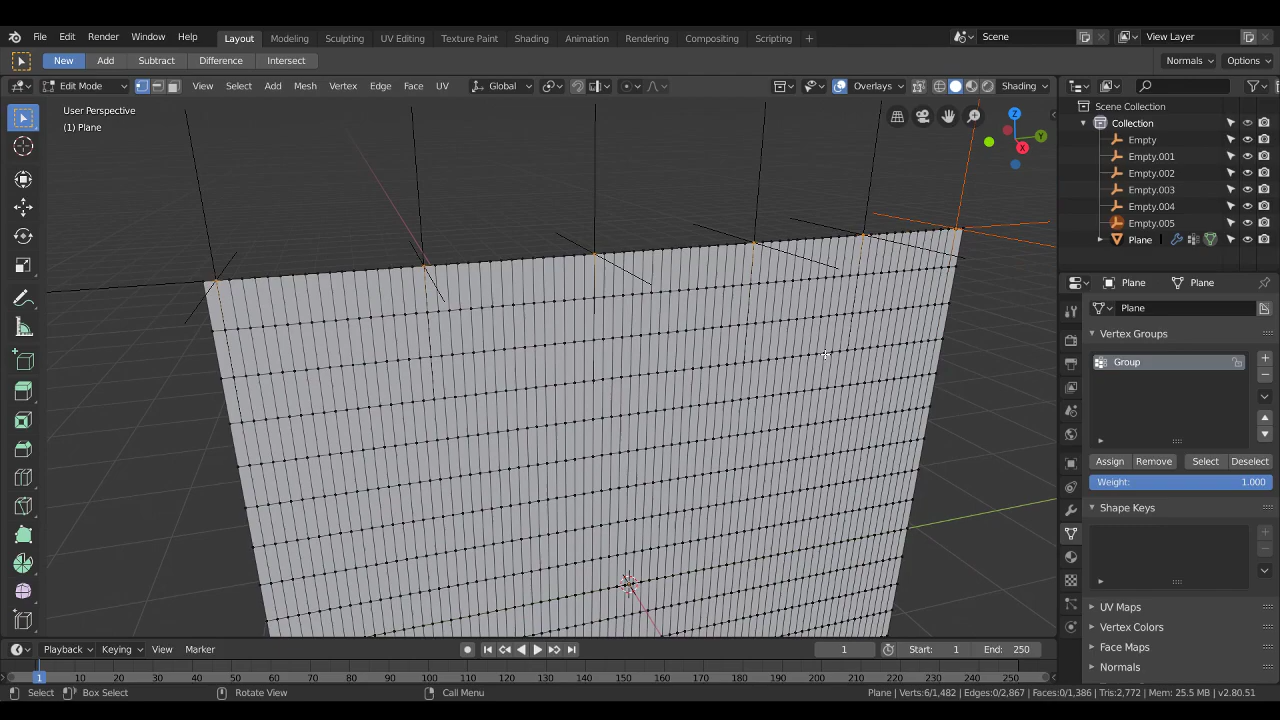 File Edit Render Window Help Layout Modeling Sculpting UV Editing Texture Paint Shading Animation Rendering Compositing Scripting + Scene View Layer
New Add Subtract Difference Intersect Normals Options
Edit Mode View Select Add Mesh Vertex Edge Face UV Global Overlays Shading
User Perspective
(1) Plane
Z
Y
X
Scene Collection
Collection
Empty
Empty.001
Empty.002
Empty.003
Empty.004
Empty.005
Plane
Plane Plane
Plane
Vertex Groups
Group
Assign Remove Select Deselect
Weight: 1.000
Shape Keys
UV Maps
Vertex Colors
Face Maps
Normals
Playback Keying View Marker 1 Start: 1 End: 250
1 10 20 30 40 50 60 70 80 90 100 110 120 130 140 150 160 170 180 190 200 210 220 230 240 250
Select Box Select Rotate View Call Menu Plane | Verts:6/1,482 | Edges:0/2,867 | Faces:0/1,386 | Tris:2,772 | Mem: 25.5 MB | v2.80.51